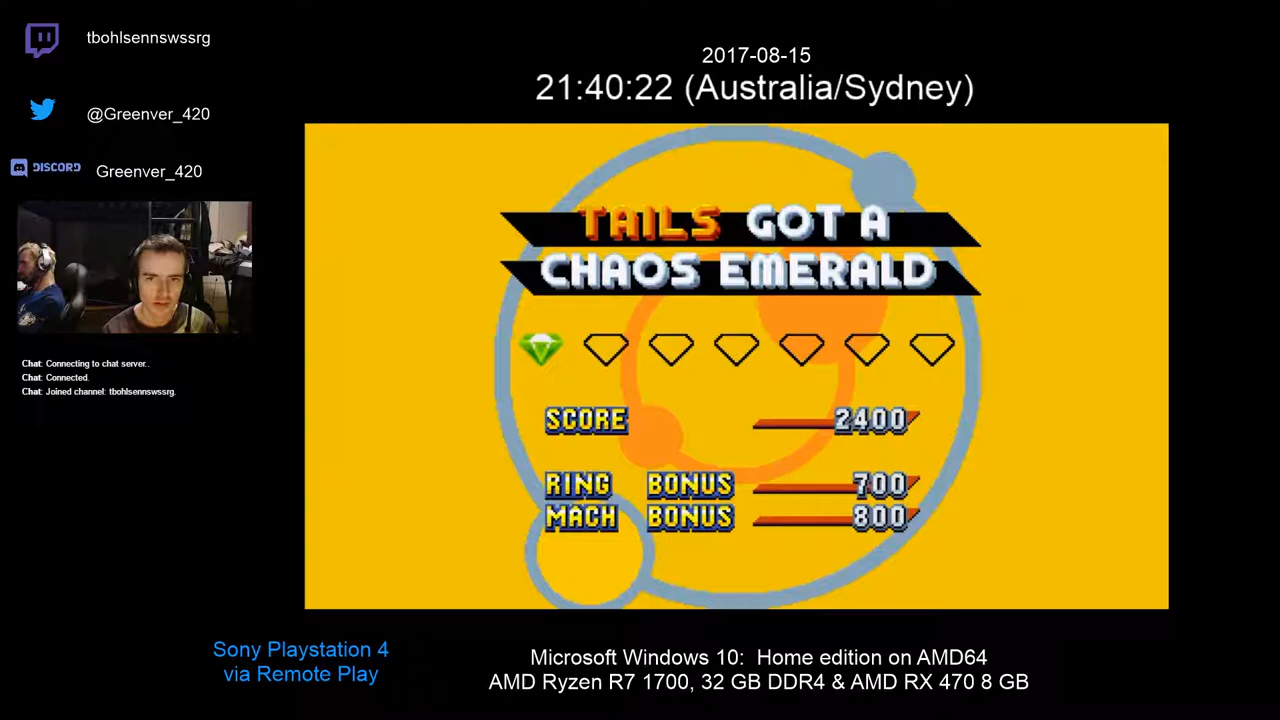 tbohlsennswssrg
@Greenver_420
DISCORD Greenver_420
Chat: Connecting to chat server..
Chat: Connected.
Chat: Joined channel: tbohlsennswssrg.
2017-08-15
21:40:22 (Australia/Sydney)
TAILS GOT A
CHAOS EMERALD
SCORE 2400
RING BONUS 700
MACH BONUS 800
Sony Playstation 4
via Remote Play
Microsoft Windows 10: Home edition on AMD64
AMD Ryzen R7 1700, 32 GB DDR4 & AMD RX 470 8 GB